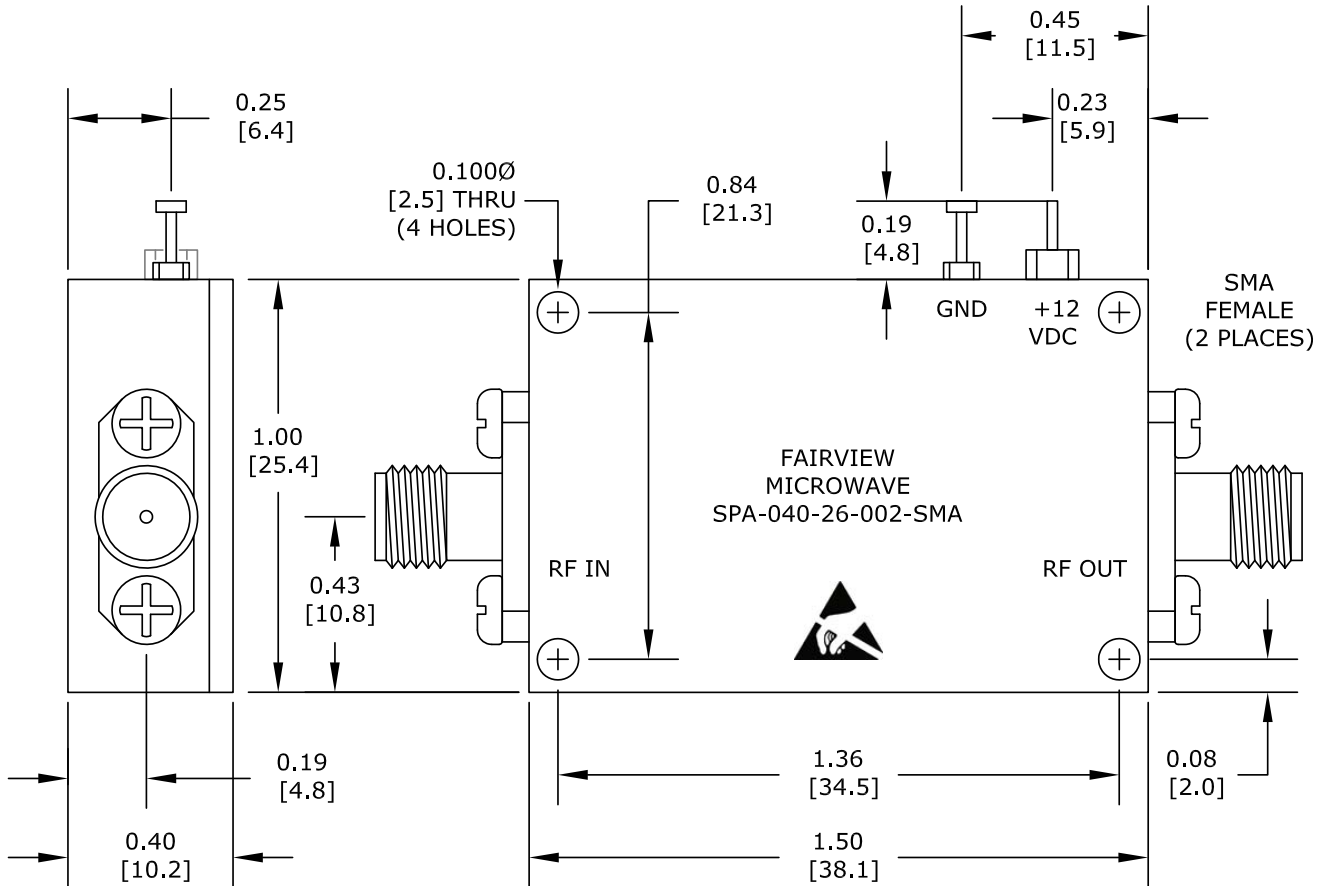 0.45
[11.5]
0.25
[6.4]
0.23
[5.9]
0.100Ø
[2.5] THRU
(4 HOLES)
0.84
[21.3]
0.19
[4.8]
GND
+12
VDC
SMA
FEMALE
(2 PLACES)
1.00
[25.4]
FAIRVIEW
MICROWAVE
SPA-040-26-002-SMA
RF IN
RF OUT
0.43
[10.8]
0.19
[4.8]
1.36
[34.5]
0.08
[2.0]
0.40
[10.2]
1.50
[38.1]